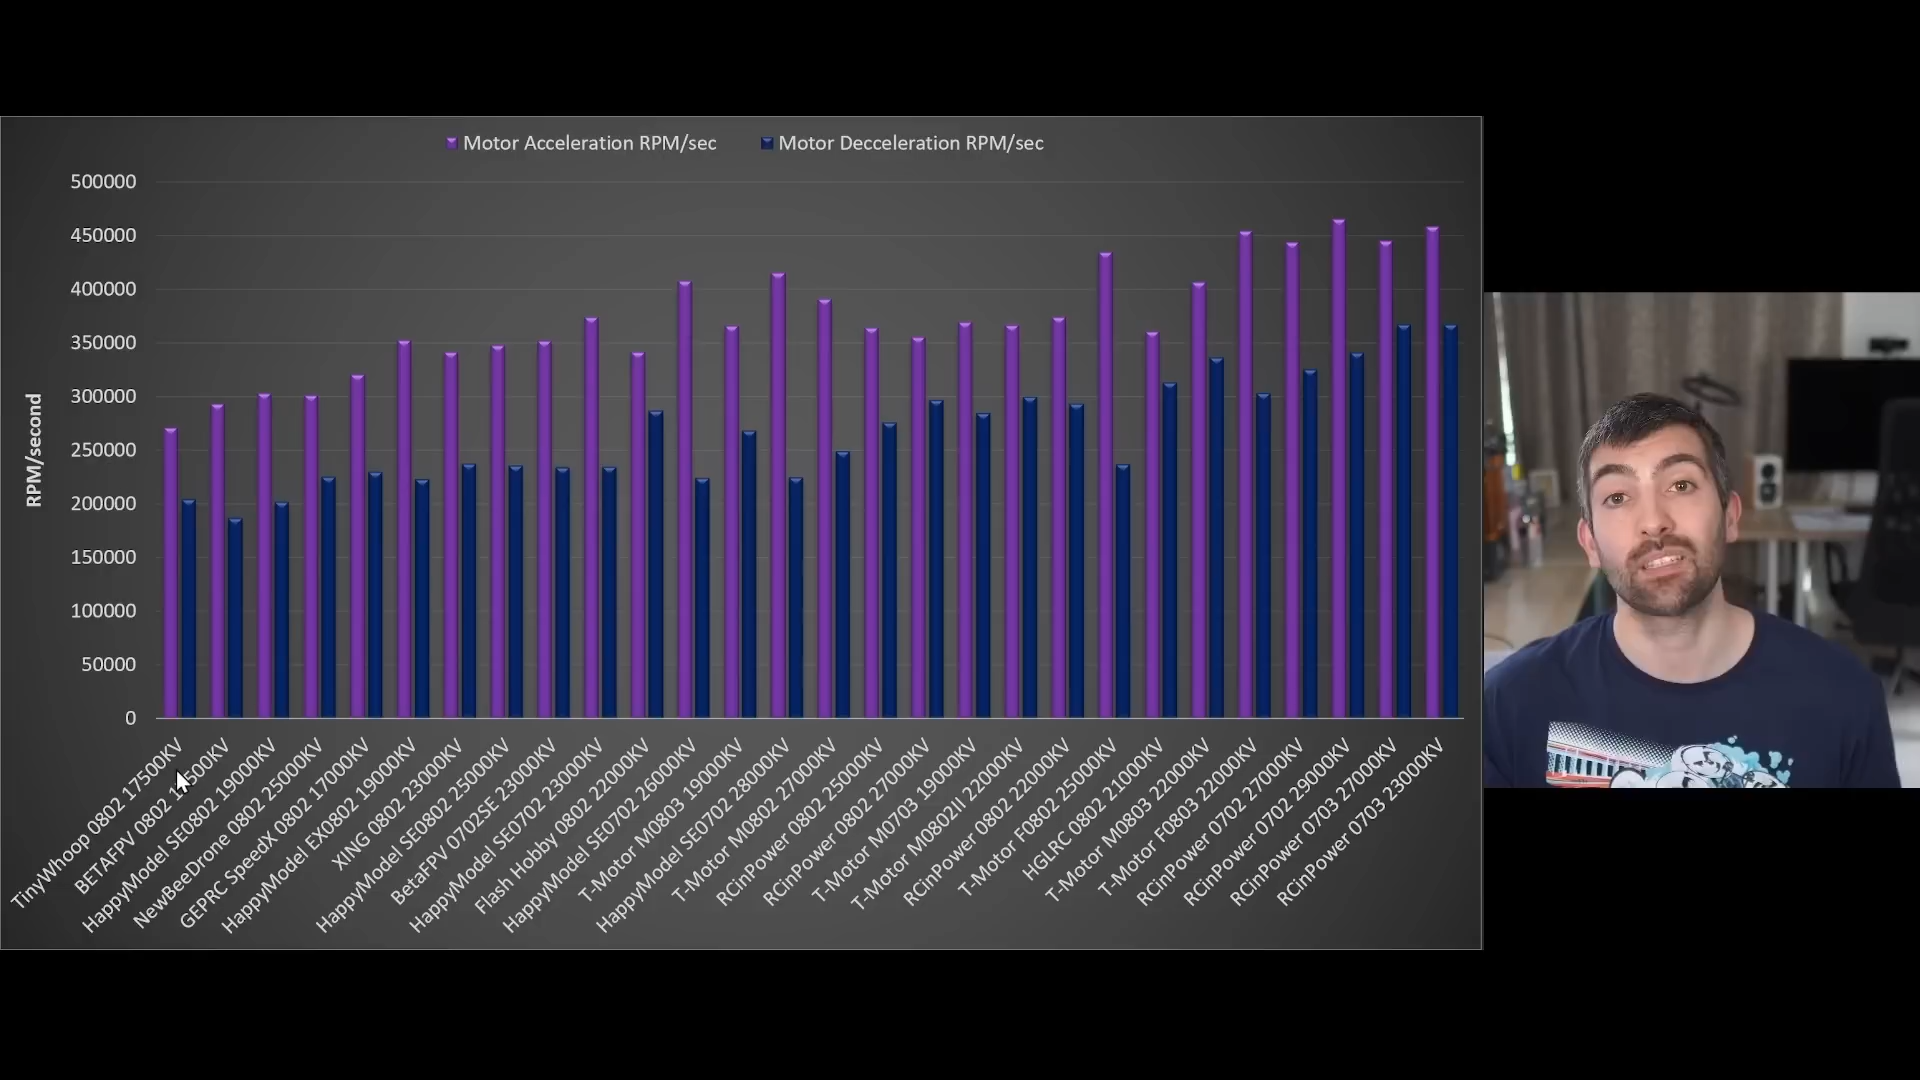 Motor Acceleration RPM/sec
Motor Decceleration RPM/sec
500000
450000
400000
350000
300000
250000
200000
150000
100000
50000
0
RPM/second
TinyWhoop 0802 17500KV
BETAFPV 0802
HappyModel SE0802 19000KV
NewBeeDrone 0802 25000KV
GEPRC SpeedX 0802 17000KV
HappyModel EX0802 19000KV
XING 0802 23000KV
HappyModel SE0802 25000KV
BetaFPV 0702SE 23000KV
HappyModel SE0702 23000KV
Flash Hobby 0802 22000KV
HappyModel SE0702 26000KV
T-Motor M0803 19000KV
HappyModel SE0702 28000KV
T-Motor M0802 27000KV
RCinPower 0802 25000KV
RCinPower 0802 27000KV
T-Motor M0703 19000KV
T-Motor M0802II 22000KV
RCinPower 0802 22000KV
T-Motor F0802 25000KV
HGLRC 0802 21000KV
T-Motor M0803 22000KV
T-Motor F0803 22000KV
RCinPower 0702 27000KV
RCinPower 0702 29000KV
RCinPower 0703 27000KV
RCinPower 0703 23000KV